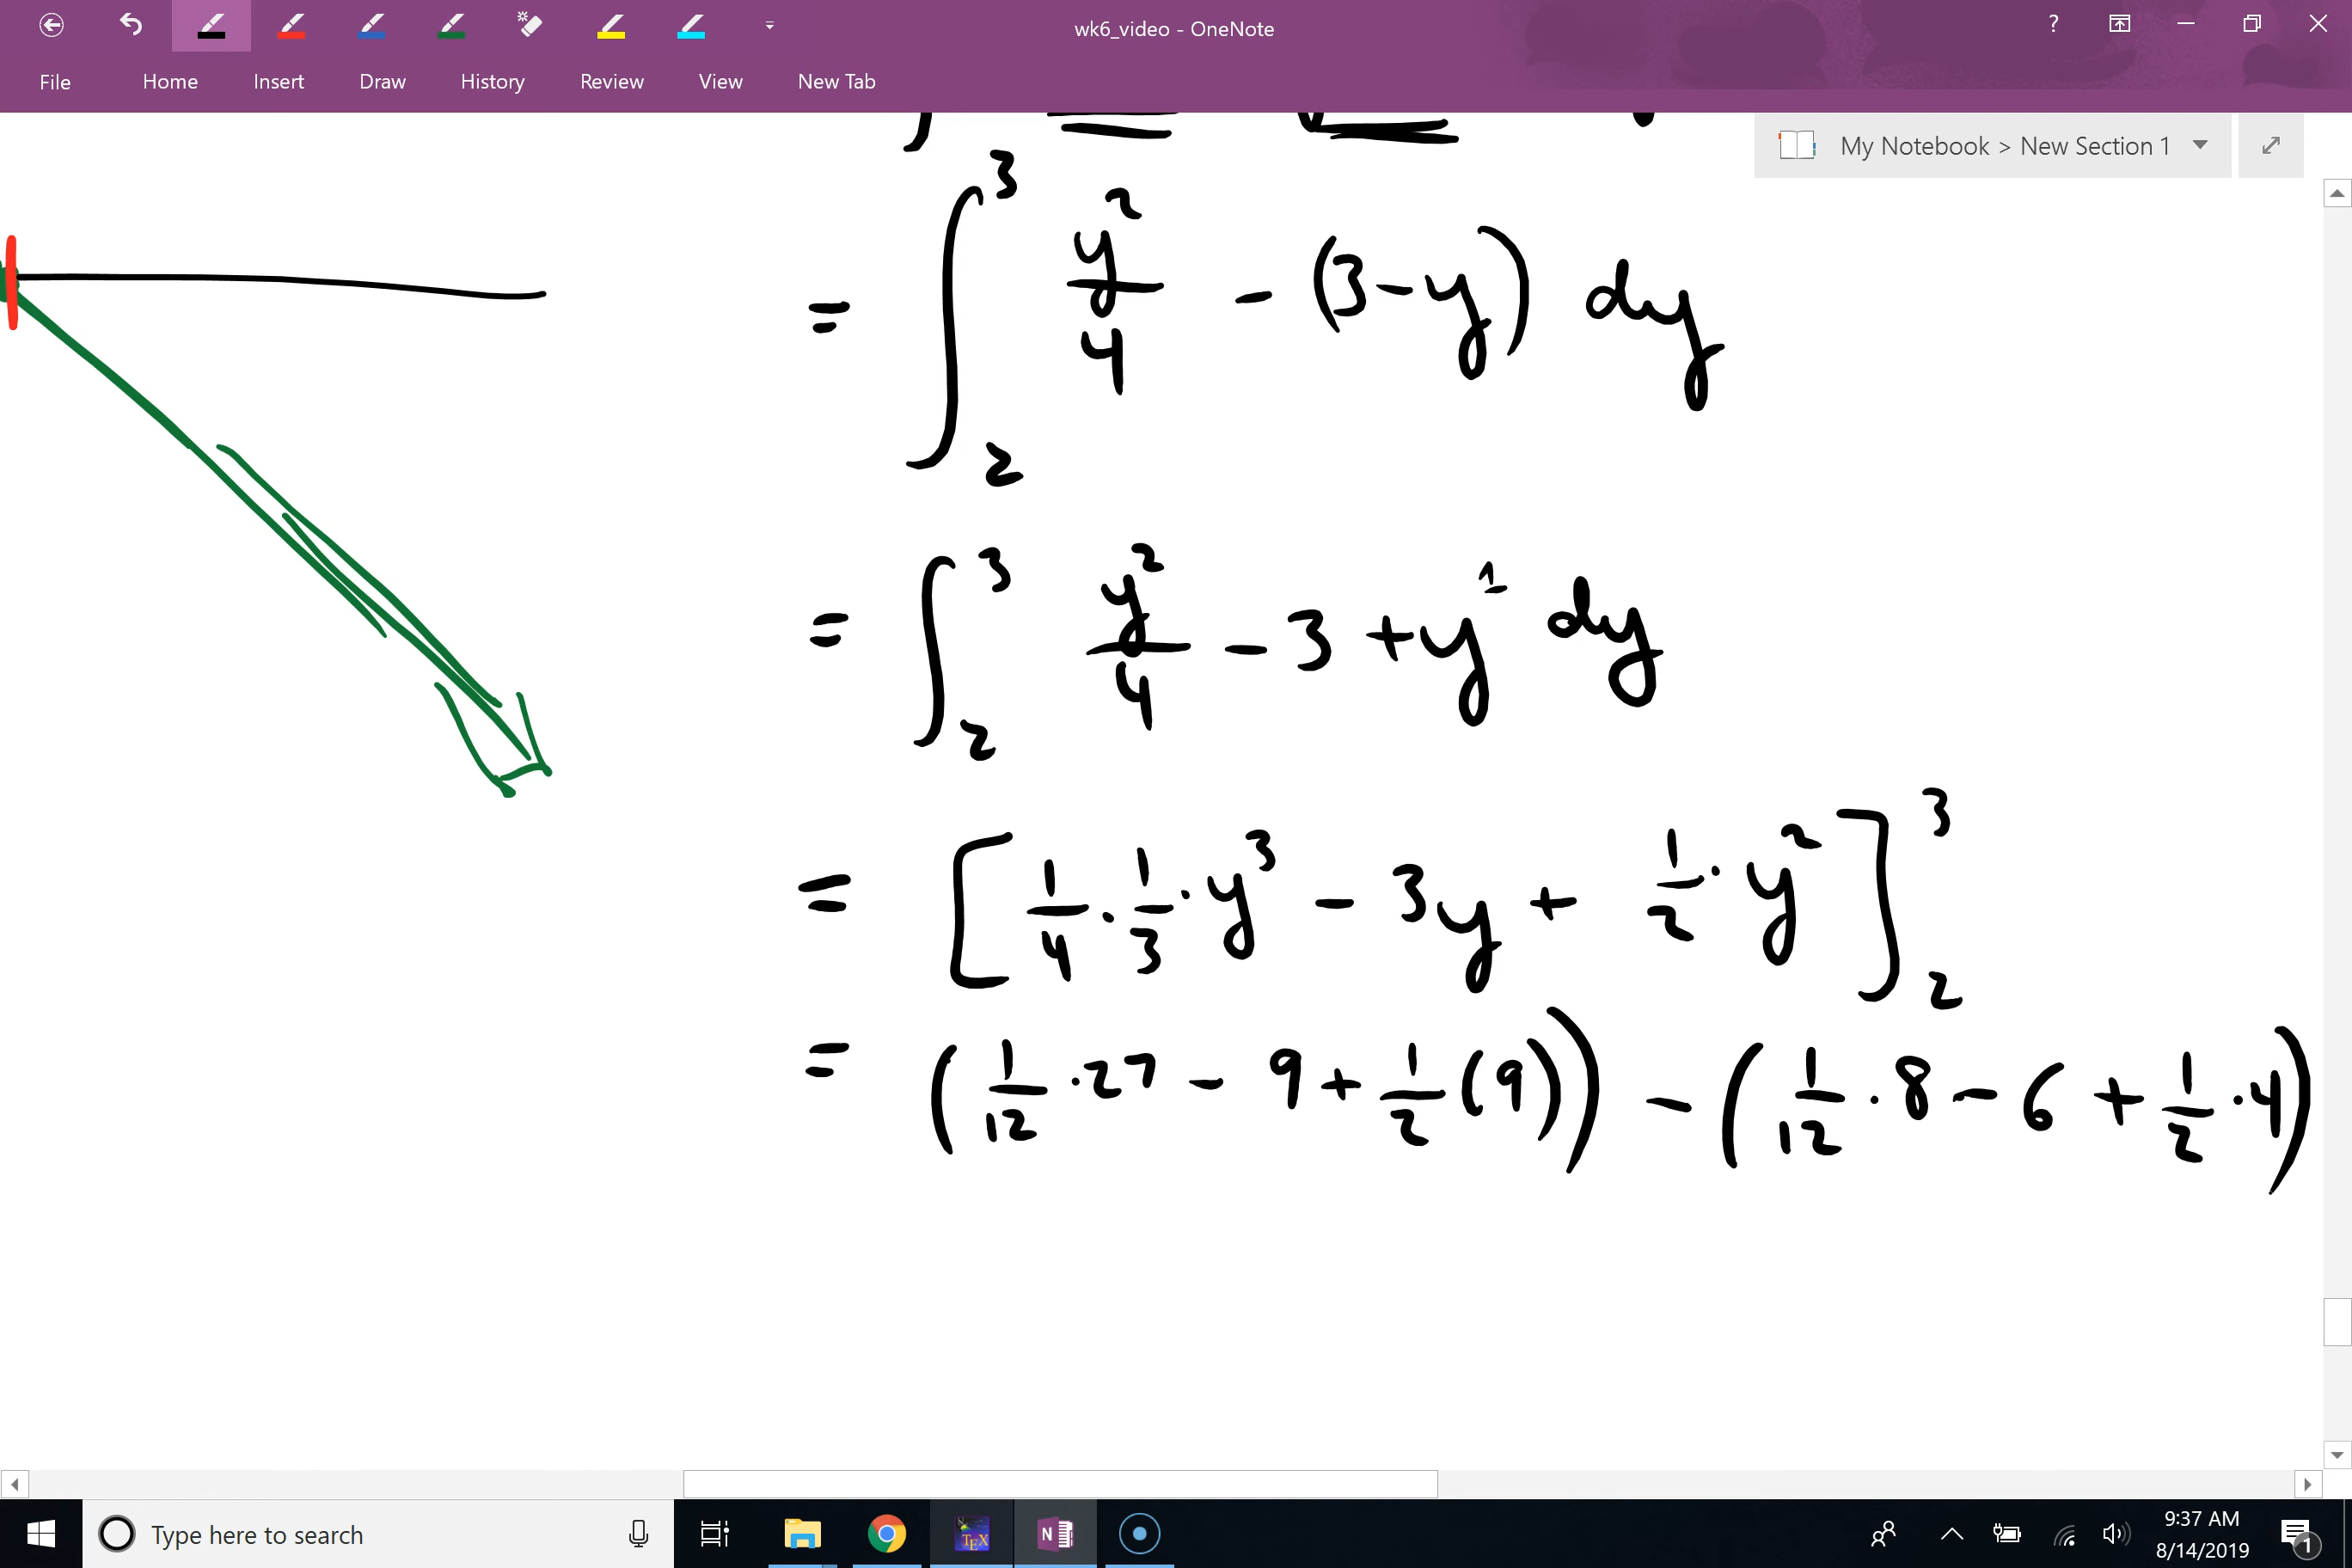 wk6_video - OneNote
?
File Home Insert Draw History Review View New Tab
My Notebook > New Section 1
= ∫₂³ y²/4 - (3-y) dy
= ∫₂³ y²/4 - 3 + y¹ dy
= [1/4 · 1/3 · y³ - 3y + 1/2 · y²]₂³
= (1/12 · 27 - 9 + 1/2 (9)) - (1/12 · 8 - 6 + 1/2 · 4)
Type here to search
TEX
N
9:37 AM
8/14/2019
1